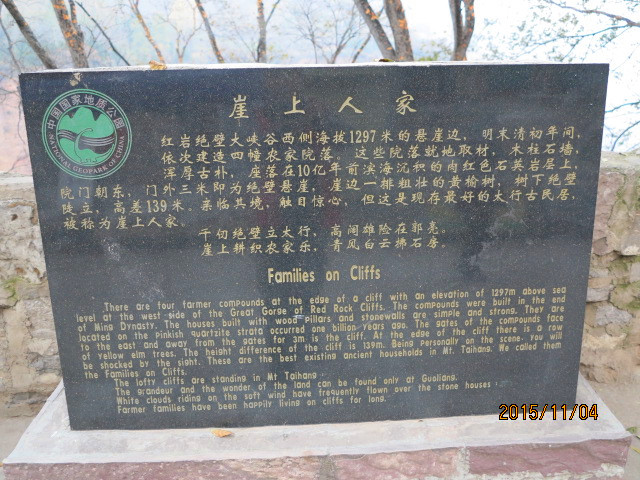 中国国家地质公园
NATIONAL GEOPARK OF CHINA
崖上人家
红岩绝壁大峡谷西侧海拔1297米的悬崖边，明末清初年间，
依次建造四幢农家院落。这些院落就地取材，木柱石墙，
浑厚古朴，座落在10亿年前滨海沉积的肉红色石英岩层上，
院门朝东，门外三米即为绝壁悬崖，崖边一排粗壮的黄榆树，树下绝壁
陡立，高差139米，亲临其境，触目惊心，但这是现存最好的太行古民居，
被称为崖上人家。
千仞绝壁立太行，高阔雄险在郭亮。
崖上耕织农家乐，青风白云拂石房。
Families on Cliffs
There are four farmer compounds at the edge of a cliff with an elevation of 1297m above sea
level at the west side of the Great Gorge of Red Rock Cliffs. The compounds were built in the end
of Ming Dynasty. The houses built with wood pillars and stonewalls are simple and strong. They are
located on the Pinkish quartzite strata occurred one billion years ago. The gates of the compounds face
to the east and away from the gates for 3m is the cliff. At the edge of the cliff there is a row
of yellow elm trees. The height difference of the cliff is 139m. Being personally on the scene, you will
be shocked by the sight. These are the best existing ancient households in Mt. Taihang. We called them
the Families on Cliffs.
The lofty cliffs are standing in Mt Taihang.
The grandeur and the wonder of the land can be found only at Guoliang.
White clouds riding on the soft wind have frequently flown over the stone houses
Farmer families have been happily living on cliffs for long.
2015/11/04